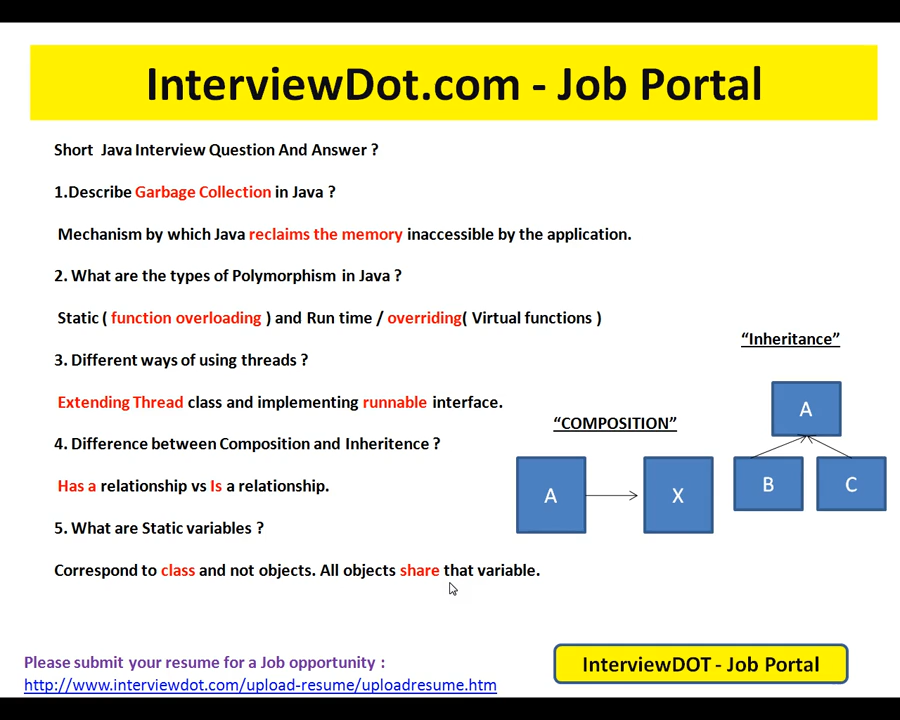 InterviewDot.com - Job Portal
Short Java Interview Question And Answer ?
1.Describe Garbage Collection in Java ?
Mechanism by which Java reclaims the memory inaccessible by the application.
2. What are the types of Polymorphism in Java ?
Static ( function overloading ) and Run time / overriding( Virtual functions )
3. Different ways of using threads ?
Extending Thread class and implementing runnable interface.
4. Difference between Composition and Inheritence ?
Has a relationship vs Is a relationship.
5. What are Static variables ?
Correspond to class and not objects. All objects share that variable.
“COMPOSITION”
A
X
“Inheritance”
A
B
C
Please submit your resume for a Job opportunity :
http://www.interviewdot.com/upload-resume/uploadresume.htm
InterviewDOT - Job Portal